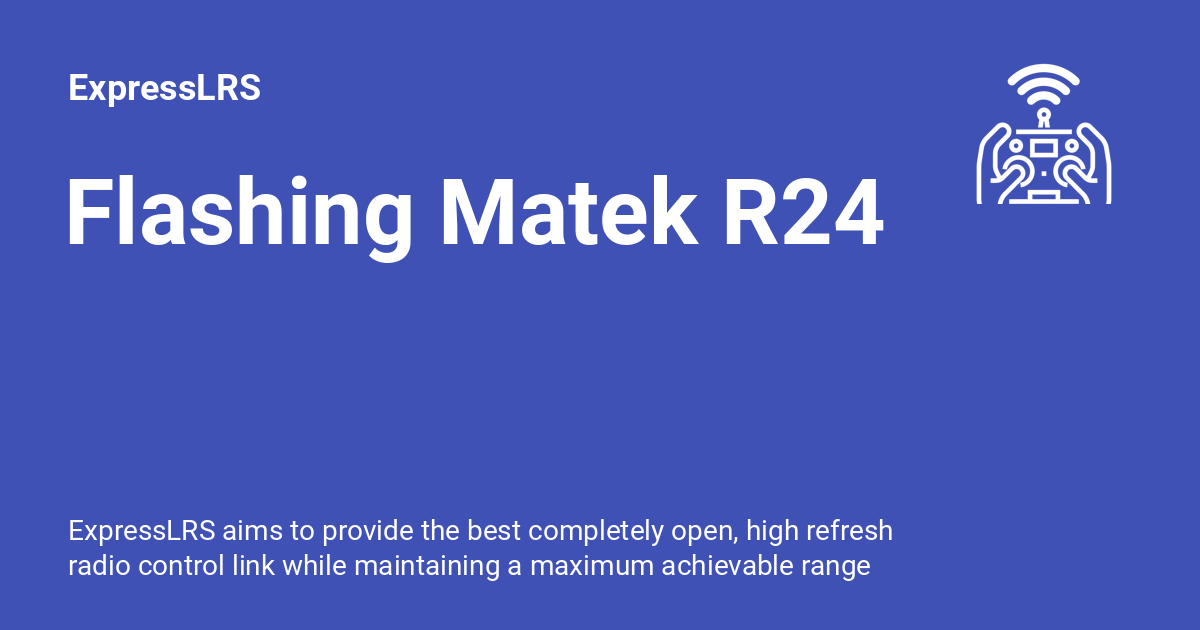 ExpressLRS
Flashing Matek R24
ExpressLRS aims to provide the best completely open, high refresh
radio control link while maintaining a maximum achievable range